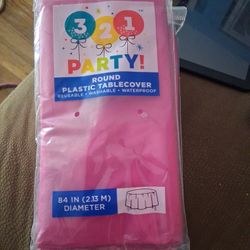 3 2 1
PARTY!
ROUND
PLASTIC TABLECOVER
REUSABLE • WASHABLE • WATERPROOF
84 IN (2.13 M)
DIAMETER